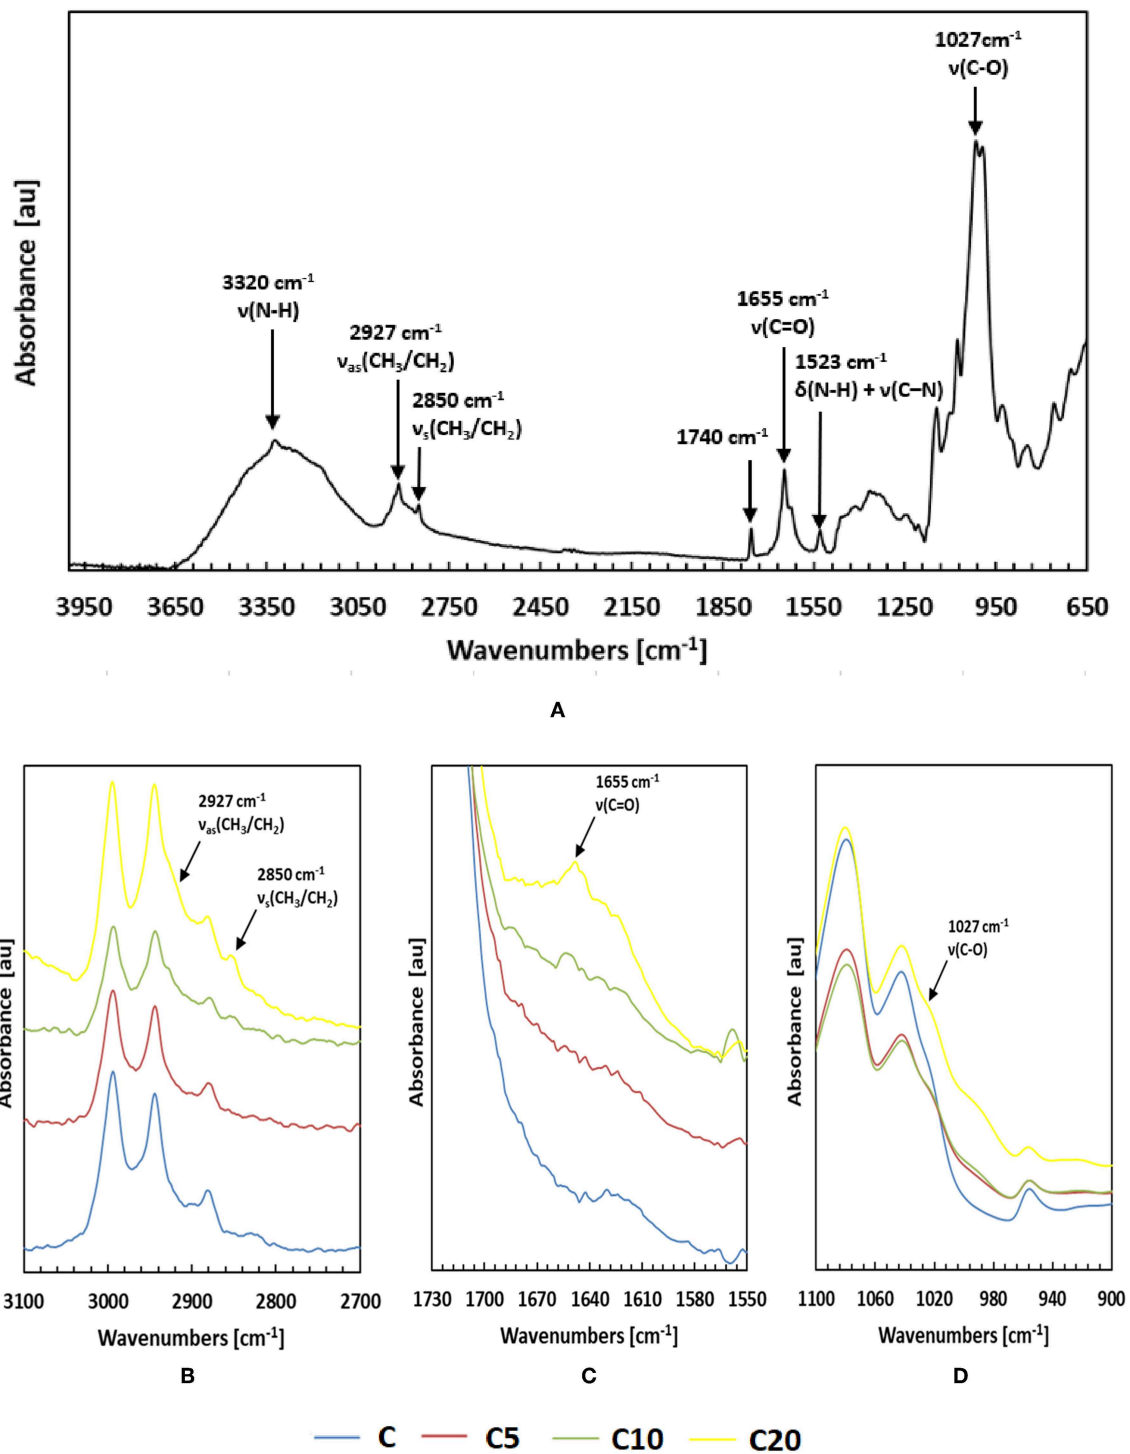 1027cm⁻¹
ν(C-O)
3320 cm⁻¹
ν(N-H)
2927 cm⁻¹
νas(CH₃/CH₂)
2850 cm⁻¹
νs(CH₃/CH₂)
1740 cm⁻¹
1655 cm⁻¹
ν(C=O)
1523 cm⁻¹
δ(N-H) + ν(C–N)
Absorbance [au]
3950 3650 3350 3050 2750 2450 2150 1850 1550 1250 950 650
Wavenumbers [cm⁻¹]
A
2927 cm⁻¹
νas(CH₃/CH₂)
2850 cm⁻¹
νs(CH₃/CH₂)
Absorbance [au]
3100 3000 2900 2800 2700
Wavenumbers [cm⁻¹]
B
1655 cm⁻¹
ν(C=O)
Absorbance [au]
1730 1700 1670 1640 1610 1580 1550
Wavenumbers [cm⁻¹]
C
1027 cm⁻¹
ν(C-O)
Absorbance [au]
1100 1060 1020 980 940 900
Wavenumbers [cm⁻¹]
D
C C5 C10 C20